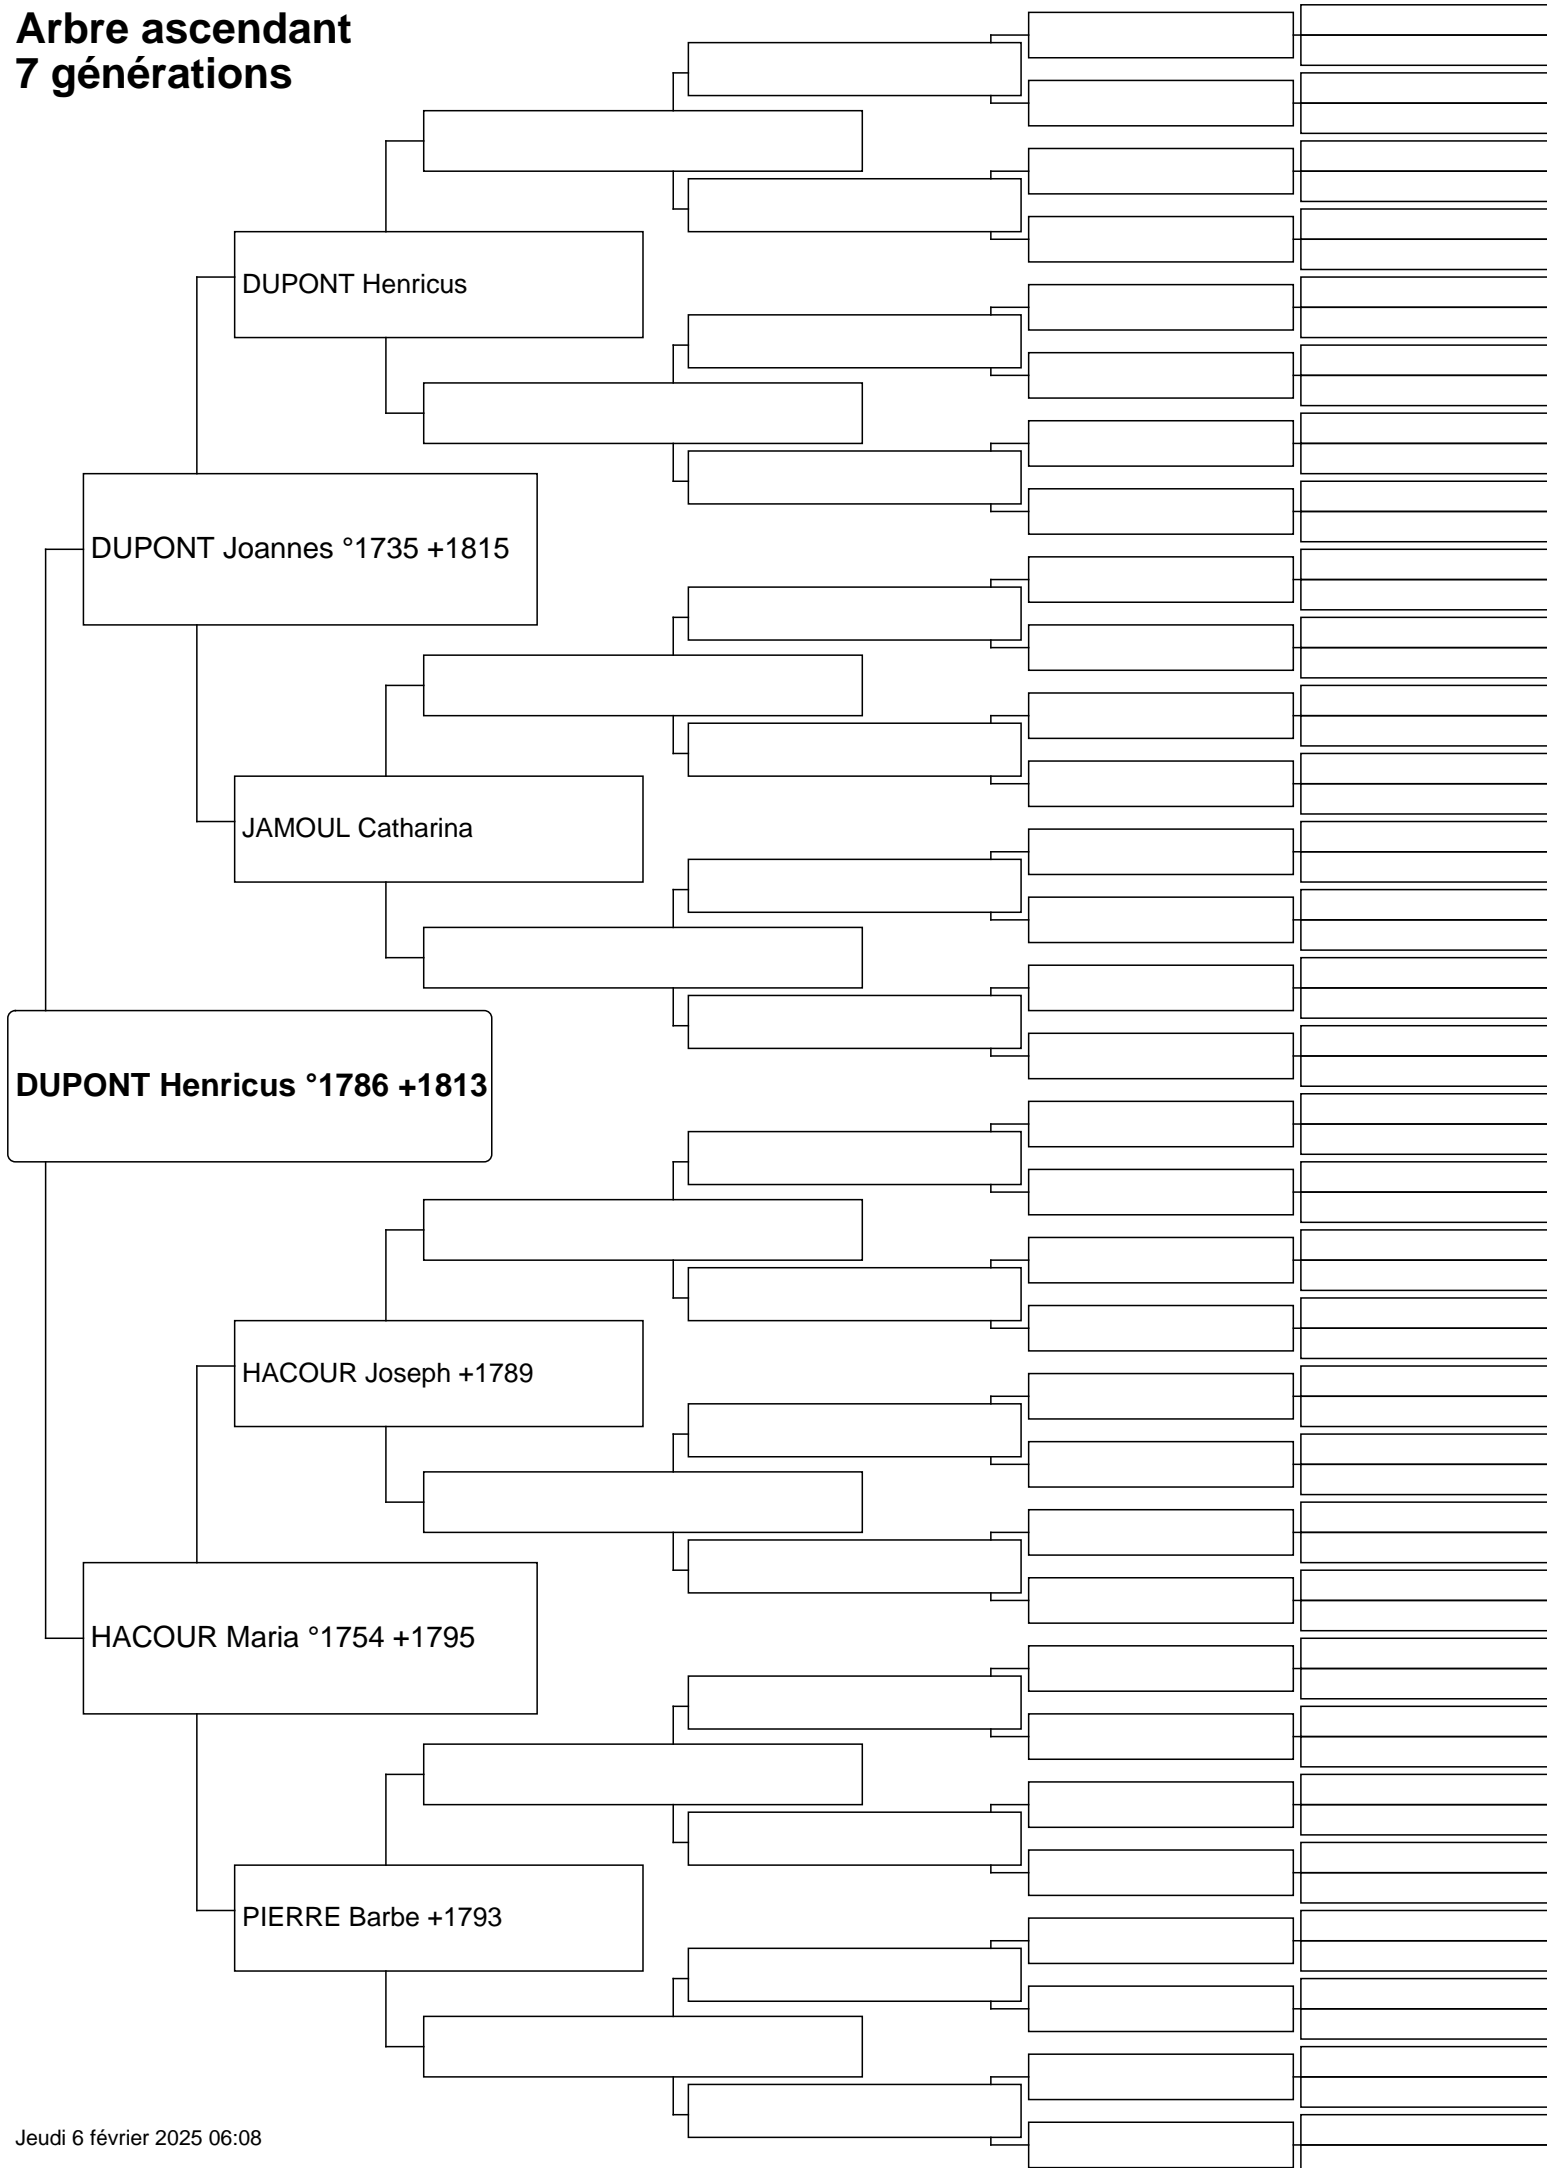 Arbre ascendant
7 générations
DUPONT Henricus
DUPONT Joannes °1735 +1815
JAMOUL Catharina
DUPONT Henricus °1786 +1813
HACOUR Joseph +1789
HACOUR Maria °1754 +1795
PIERRE Barbe +1793
Jeudi 6 février 2025 06:08